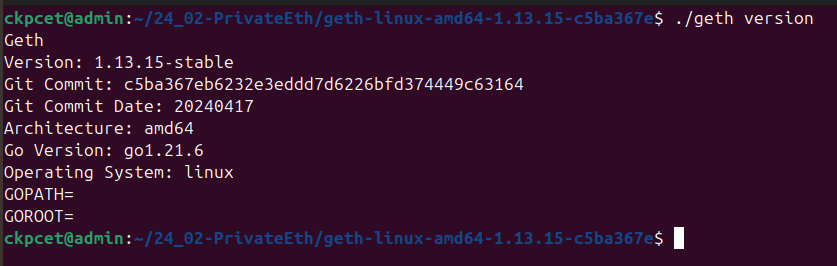 ckpcet@admin:~/24_02-PrivateEth/geth-linux-amd64-1.13.15-c5ba367e$ ./geth version
Geth
Version: 1.13.15-stable
Git Commit: c5ba367eb6232e3eddd7d6226bfd374449c63164
Git Commit Date: 20240417
Architecture: amd64
Go Version: go1.21.6
Operating System: linux
GOPATH=
GOROOT=
ckpcet@admin:~/24_02-PrivateEth/geth-linux-amd64-1.13.15-c5ba367e$